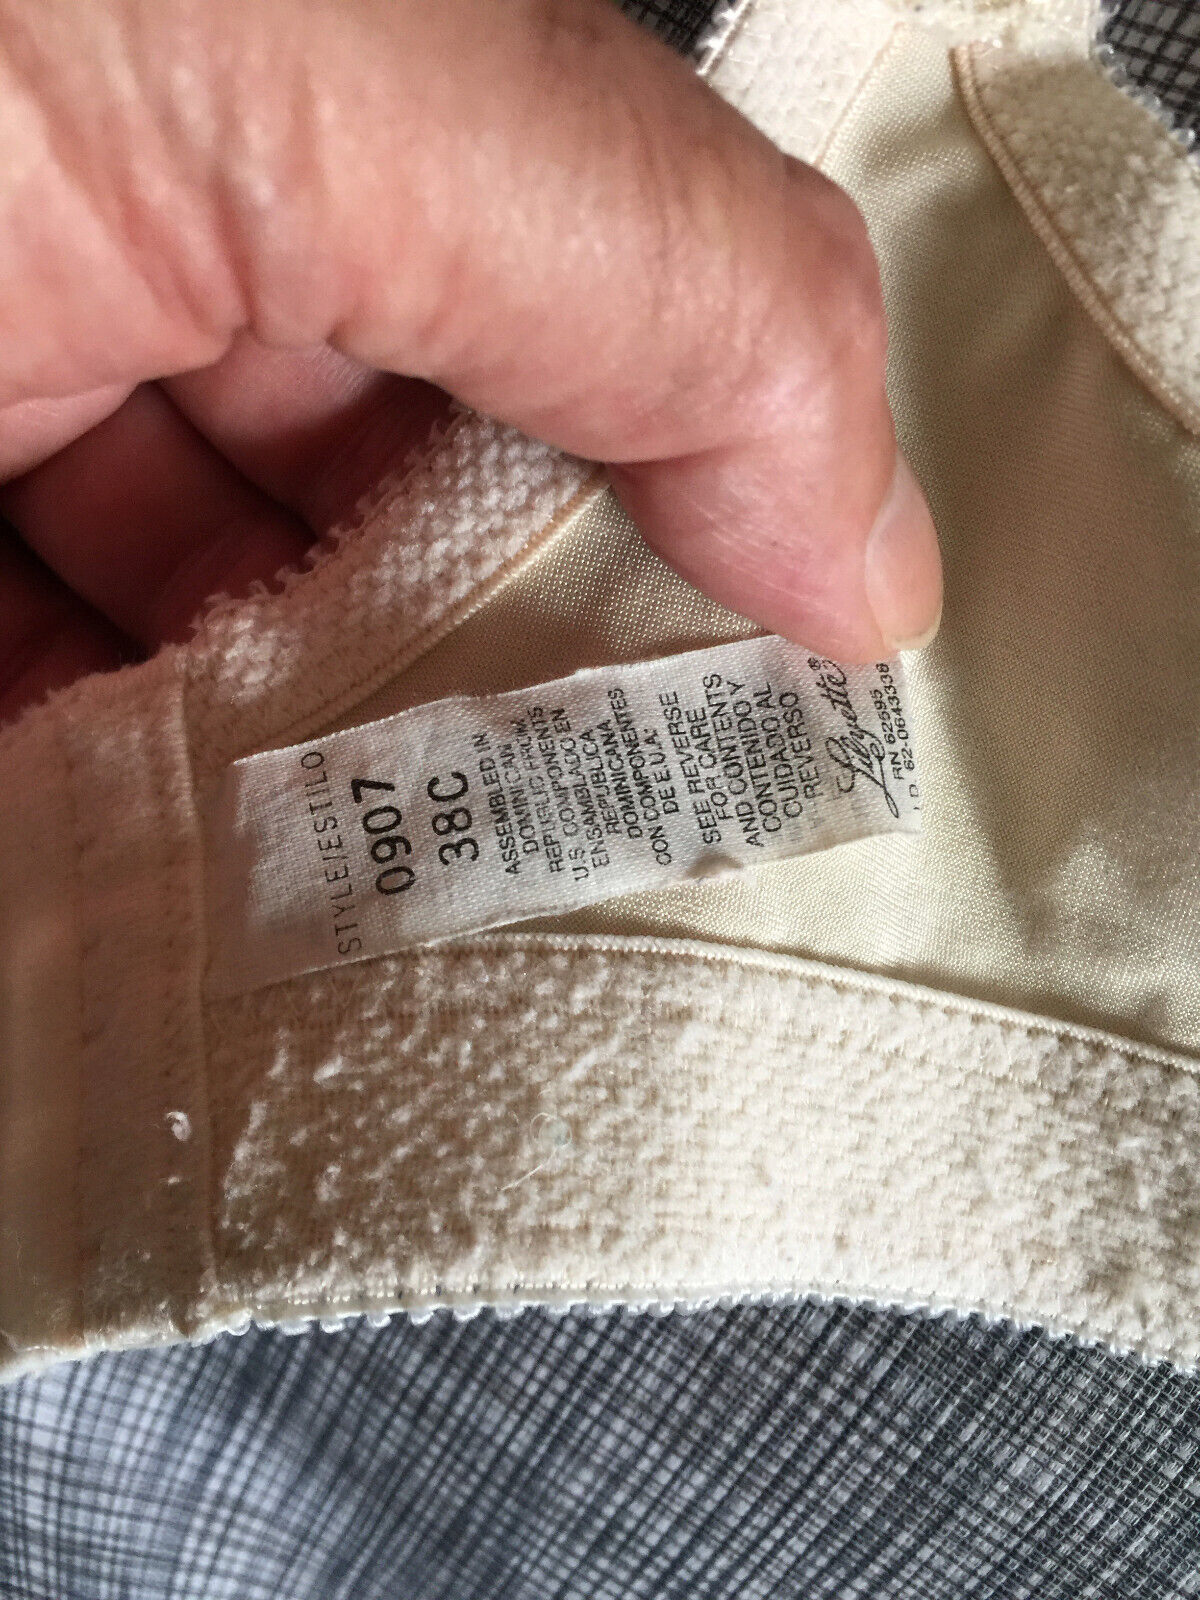 STYLE/ESTILO
0907
38C
ASSEMBLED IN
DOMINICAN
REPUBLIC FROM
U.S. COMPONENTS
ENSAMBLADO EN
REPUBLICA
DOMINICANA
CON COMPONENTES
DE E.U.A.
SEE REVERSE
FOR CARE
AND CONTENTS
CONTENIDO Y
CUIDADO AL
REVERSO
Lilyette®
RN 62595
I.D. 62-0643338